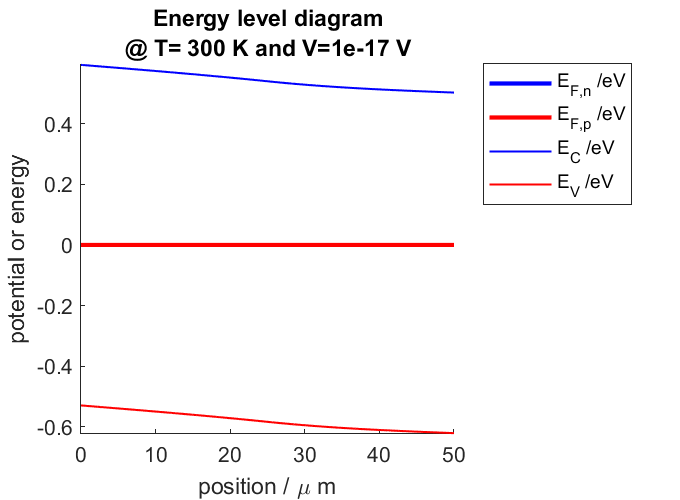 Energy level diagram
@ T= 300 K and V=1e-17 V
E_F,n /eV
E_F,p /eV
E_C /eV
E_V /eV
potential or energy
0.4
0.2
0
-0.2
-0.4
-0.6
0 10 20 30 40 50
position / μ m